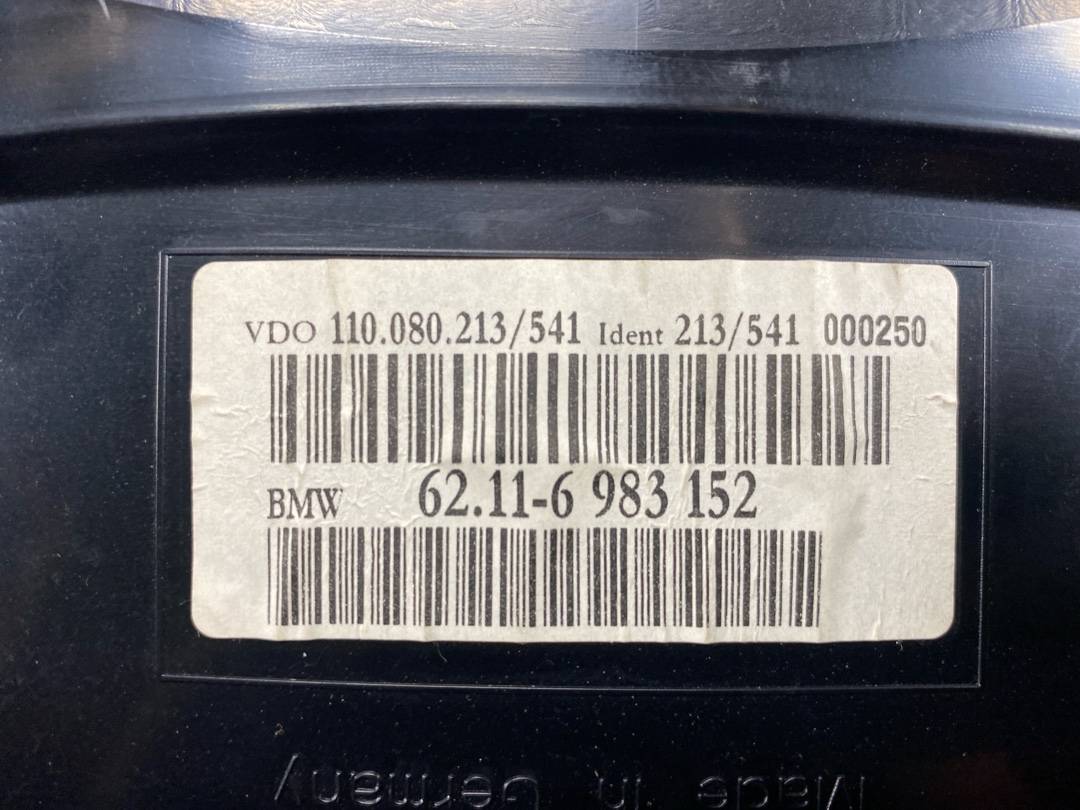 VDO 110.080.213/541 Ident 213/541 000250
BMW 62.11-6 983 152
Made in Germany